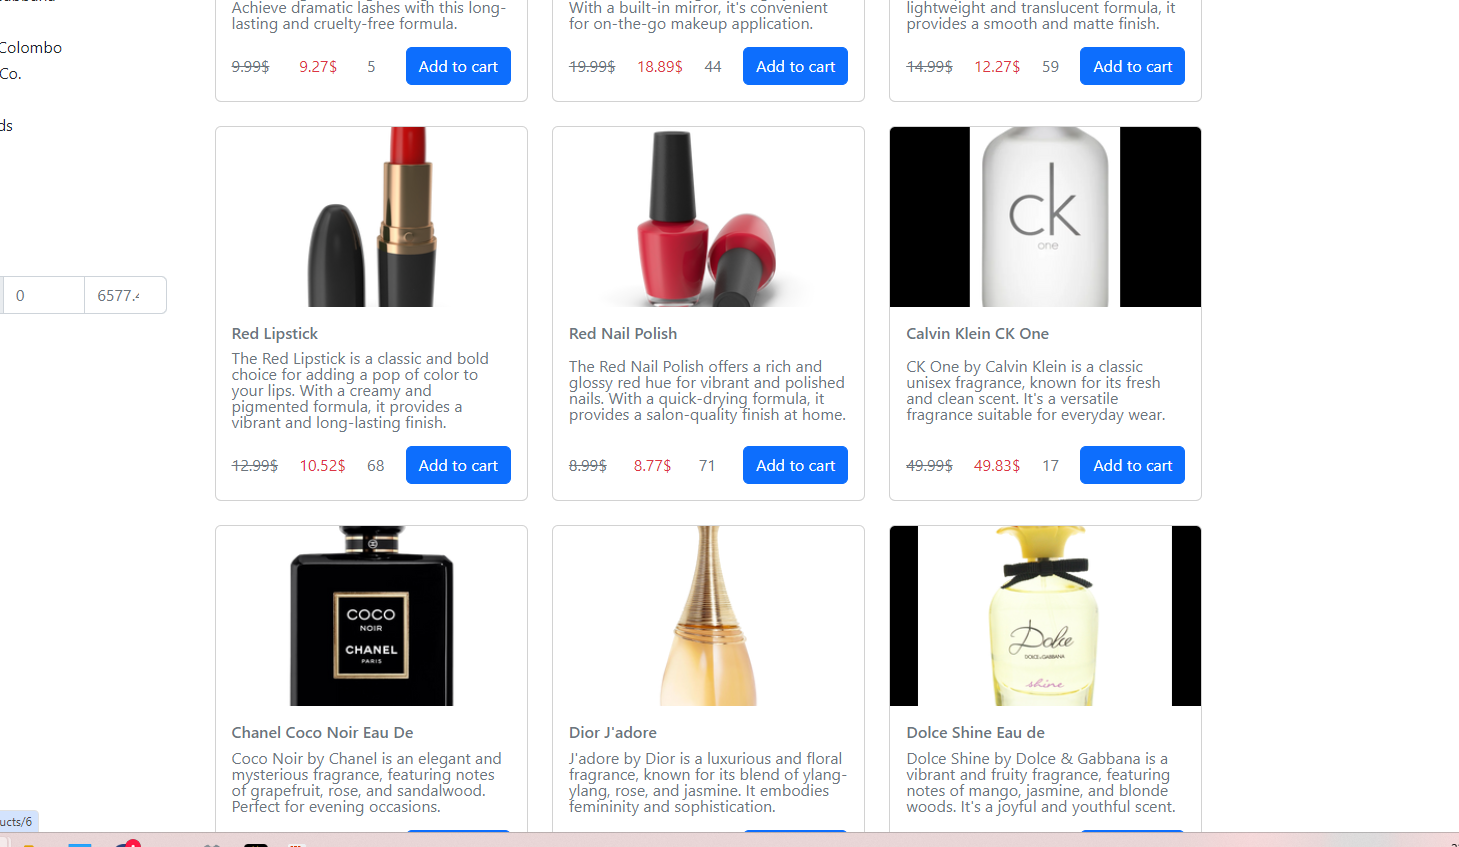 Colombo
Co.
ds
0
6577.
Achieve dramatic lashes with this long-
lasting and cruelty-free formula.
9.99$ 9.27$ 5 Add to cart
With a built-in mirror, it's convenient
for on-the-go makeup application.
19.99$ 18.89$ 44 Add to cart
lightweight and translucent formula, it
provides a smooth and matte finish.
14.99$ 12.27$ 59 Add to cart
Red Lipstick
The Red Lipstick is a classic and bold
choice for adding a pop of color to
your lips. With a creamy and
pigmented formula, it provides a
vibrant and long-lasting finish.
12.99$ 10.52$ 68 Add to cart
Red Nail Polish
The Red Nail Polish offers a rich and
glossy red hue for vibrant and polished
nails. With a quick-drying formula, it
provides a salon-quality finish at home.
8.99$ 8.77$ 71 Add to cart
ck
one
Calvin Klein CK One
CK One by Calvin Klein is a classic
unisex fragrance, known for its fresh
and clean scent. It's a versatile
fragrance suitable for everyday wear.
49.99$ 49.83$ 17 Add to cart
COCO
NOIR
CHANEL
PARIS
Chanel Coco Noir Eau De
Coco Noir by Chanel is an elegant and
mysterious fragrance, featuring notes
of grapefruit, rose, and sandalwood.
Perfect for evening occasions.
Dior J'adore
J'adore by Dior is a luxurious and floral
fragrance, known for its blend of ylang-
ylang, rose, and jasmine. It embodies
femininity and sophistication.
Dolce
DOLCE & GABBANA
shine
Dolce Shine Eau de
Dolce Shine by Dolce & Gabbana is a
vibrant and fruity fragrance, featuring
notes of mango, jasmine, and blonde
woods. It's a joyful and youthful scent.
ucts/6